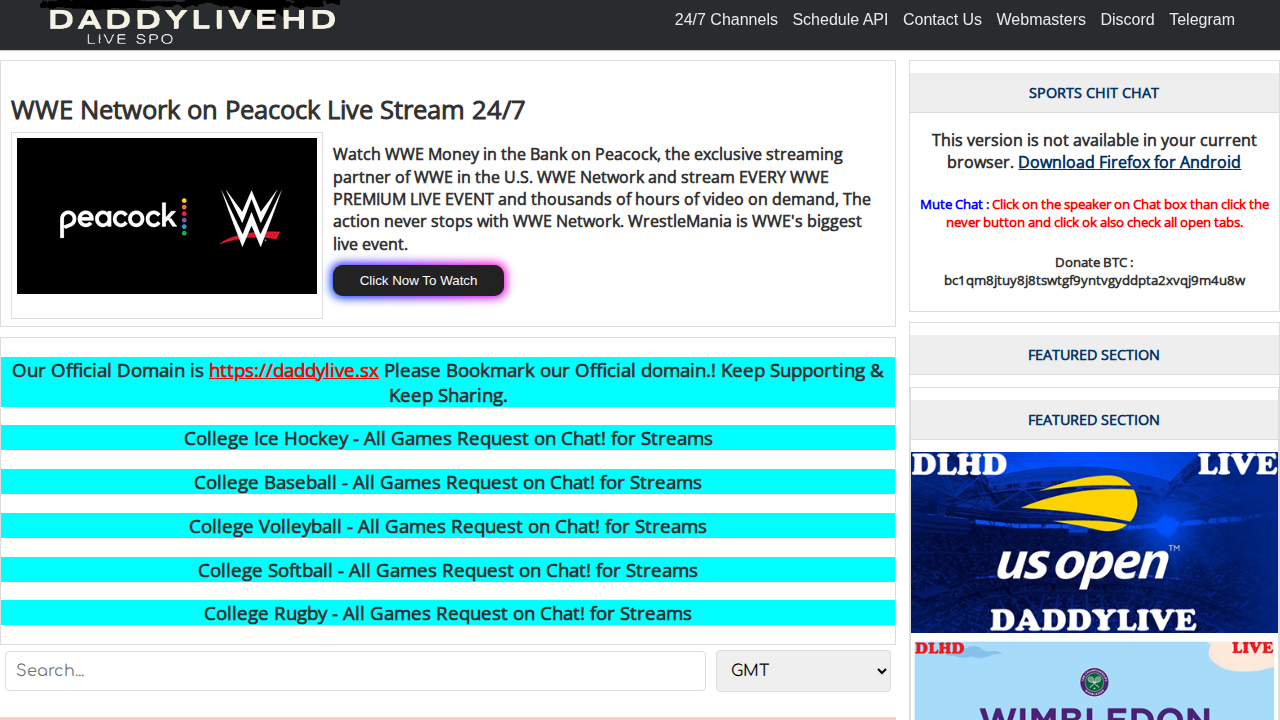 DADDYLIVEHD
LIVE SPO
24/7 Channels Schedule API Contact Us Webmasters Discord Telegram
WWE Network on Peacock Live Stream 24/7
peacock
W
Watch WWE Money in the Bank on Peacock, the exclusive streaming
partner of WWE in the U.S. WWE Network and stream EVERY WWE
PREMIUM LIVE EVENT and thousands of hours of video on demand, The
action never stops with WWE Network. WrestleMania is WWE's biggest
live event.
Click Now To Watch
Our Official Domain is https://daddylive.sx Please Bookmark our Official domain.! Keep Supporting &
Keep Sharing.
College Ice Hockey - All Games Request on Chat! for Streams
College Baseball - All Games Request on Chat! for Streams
College Volleyball - All Games Request on Chat! for Streams
College Softball - All Games Request on Chat! for Streams
College Rugby - All Games Request on Chat! for Streams
Search...
GMT
SPORTS CHIT CHAT
This version is not available in your current
browser. Download Firefox for Android
Mute Chat : Click on the speaker on Chat box than click the
never button and click ok also check all open tabs.
Donate BTC :
bc1qm8jtuy8j8tswtgf9yntvgyddpta2xvqj9m4u8w
FEATURED SECTION
FEATURED SECTION
DLHD LIVE
us open
DADDYLIVE
DLHD LIVE
WIMBLEDON